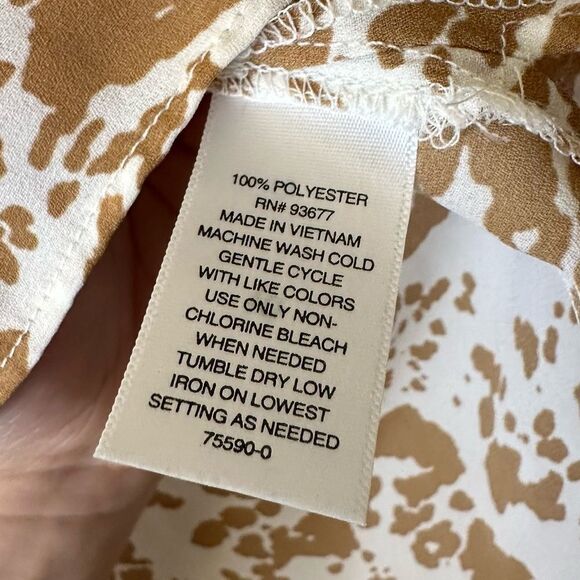 100% POLYESTER
RN# 93677
MADE IN VIETNAM
MACHINE WASH COLD
GENTLE CYCLE
WITH LIKE COLORS
USE ONLY NON-
CHLORINE BLEACH
WHEN NEEDED
TUMBLE DRY LOW
IRON ON LOWEST
SETTING AS NEEDED
75590-0